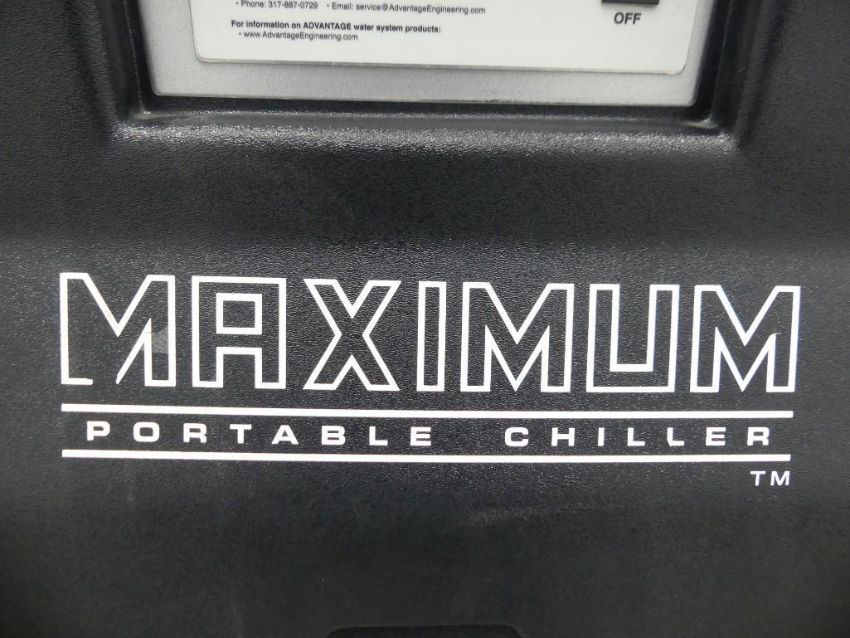 • Phone: 317-887-0729 • Email: service@AdvantageEngineering.com
For information on ADVANTAGE water system products:
• www.AdvantageEngineering.com
OFF
MAXIMUM
PORTABLE CHILLER
TM